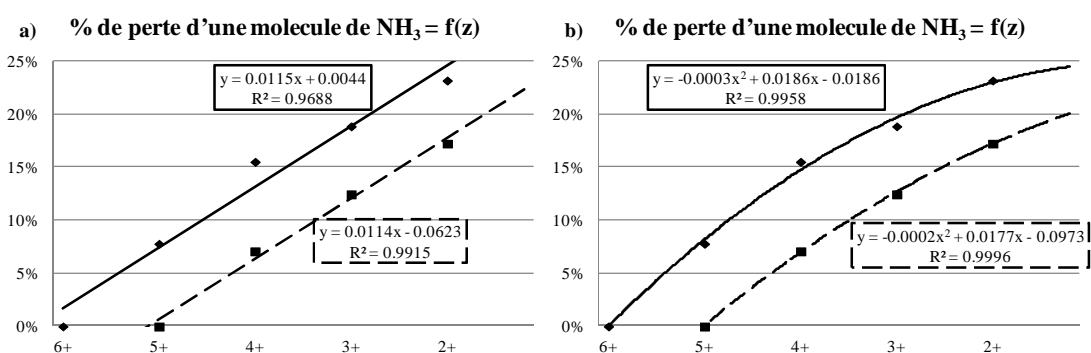 a) % de perte d'une molecule de NH₃ = f(z)
25%
20%
15%
10%
5%
0%
y = 0.0115x + 0.0044
R² = 0.9688
y = 0.0114x - 0.0623
R² = 0.9915
6+ 5+ 4+ 3+ 2+
b) % de perte d'une molecule de NH₃ = f(z)
25%
20%
15%
10%
5%
0%
y = -0.0003x² + 0.0186x - 0.0186
R² = 0.9958
y = -0.0002x² + 0.0177x - 0.0973
R² = 0.9996
6+ 5+ 4+ 3+ 2+